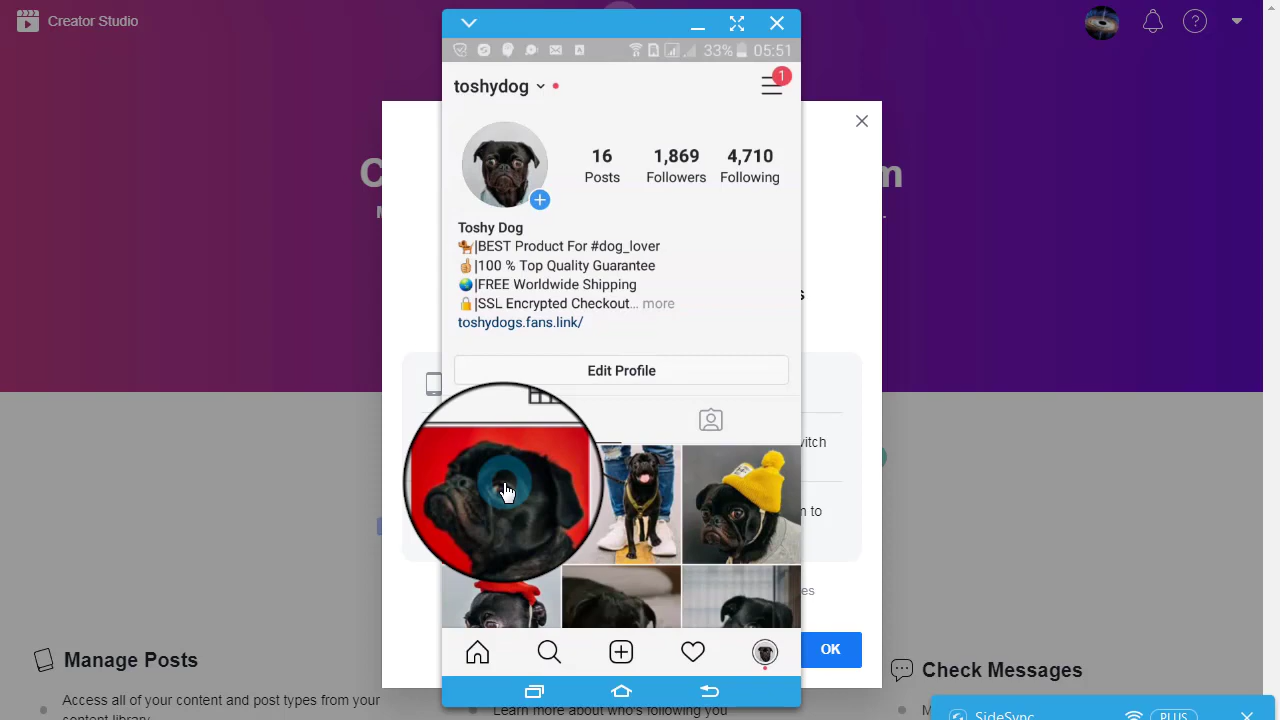 Creator Studio
33% 05:51
toshydog
1
16
Posts
1,869
Followers
4,710
Following
Toshy Dog
|BEST Product For #dog_lover
|100 % Top Quality Guarantee
|FREE Worldwide Shipping
|SSL Encrypted Checkout... more
toshydogs.fans.link/
Edit Profile
OK
Manage Posts
Access all of your content and post types from your
content library.
Learn more about who's following you
Check Messages
SideSync
PLUS